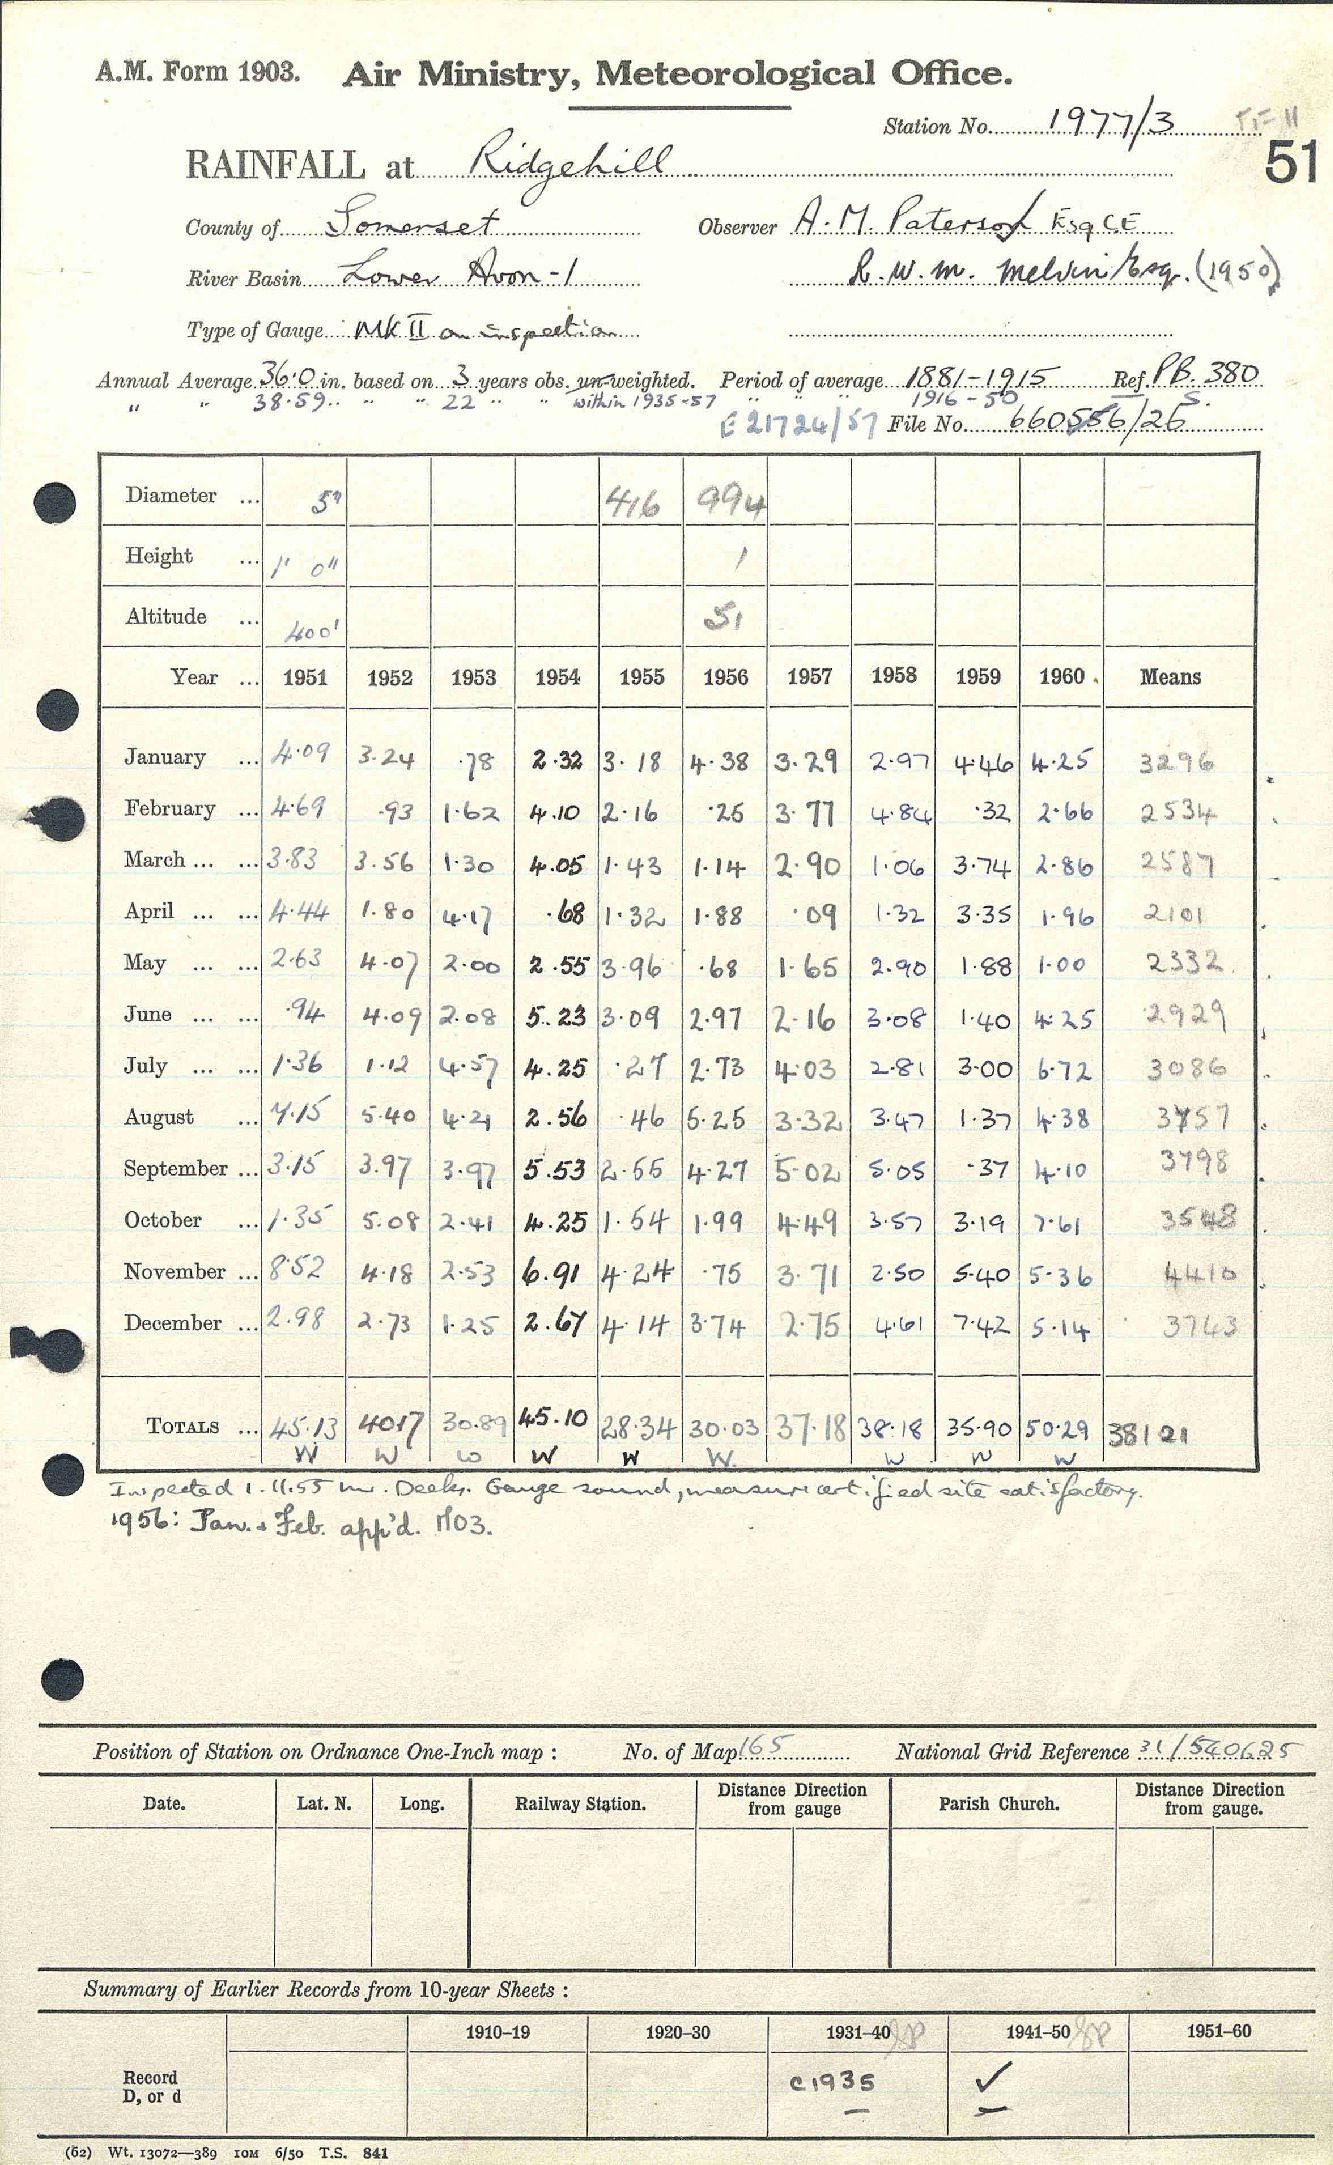 A.M. Form 1903. Air Ministry, Meteorological Office.
Station No. 1977/3
51
RAINFALL at Ridgehill
County of Somerset Observer A. M. Paterson Esq C.E
River Basin Lower Avon - 1 R. W. M. Melvin Esq. (1950)
Type of Gauge MK II on inspection
Annual Average 36.0 in. based on 3 years obs. un-weighted. Period of average 1881-1915 Ref. P.B. 380
" " 38.59 " " 22 " " within 1935-57 " " " 1916-50 S.
E 21724/57 File No. 660556/26
Diameter ... 5" 416 994
Height ... 1' 0" 1
Altitude ... 400' 51
Year ... 1951 1952 1953 1954 1955 1956 1957 1958 1959 1960 Means
January ... 4.09 3.24 .78 2.32 3.18 4.38 3.29 2.97 4.46 4.25 3296
February ... 4.69 .93 1.62 4.10 2.16 .25 3.77 4.84 .32 2.66 2534
March ... ... 3.83 3.56 1.30 4.05 1.43 1.14 2.90 1.06 3.74 2.86 2587
April ... ... 4.44 1.80 4.17 .68 1.32 1.88 .09 1.32 3.35 1.96 2101
May ... ... 2.63 4.07 2.00 2.55 3.96 .68 1.65 2.90 1.88 1.00 2332
June ... ... .94 4.09 2.08 5.23 3.09 2.97 2.16 3.08 1.40 4.25 2929
July ... ... 1.36 1.12 4.57 4.25 .27 2.73 4.03 2.81 3.00 6.72 3086
August ... 7.15 5.40 4.21 2.56 .46 5.25 3.32 3.47 1.37 4.38 3757
September ... 3.15 3.97 3.97 5.53 2.55 4.27 5.02 5.05 .37 4.10 3798
October ... 1.35 5.08 2.41 4.25 1.54 1.99 4.49 3.57 3.19 7.61 3548
November ... 8.52 4.18 2.53 6.91 4.24 .75 3.71 2.50 5.40 5.36 4410
December ... 2.98 2.73 1.25 2.67 4.14 3.74 2.75 4.61 7.42 5.14 3743
TOTALS ... 45.13 4017 30.89 45.10 28.34 30.03 37.18 38.18 35.90 50.29 38121
W W W W W W W W W
Inspected 1.11.55 Deeks. Gauge sound, measure certified site satisfactory.
1956: Jan. & Feb. app'd. MO3.
Position of Station on Ordnance One-Inch map : No. of Map 165 National Grid Reference 31/540625
Date. Lat. N. Long. Railway Station. Distance from gauge Direction Parish Church. Distance from gauge. Direction
Summary of Earlier Records from 10-year Sheets :
1910-19 1920-30 1931-40 SP 1941-50 SP 1951-60
Record D, or d c1935 ✓
(62) Wt. 13072—389 10M 6/50 T.S. 841